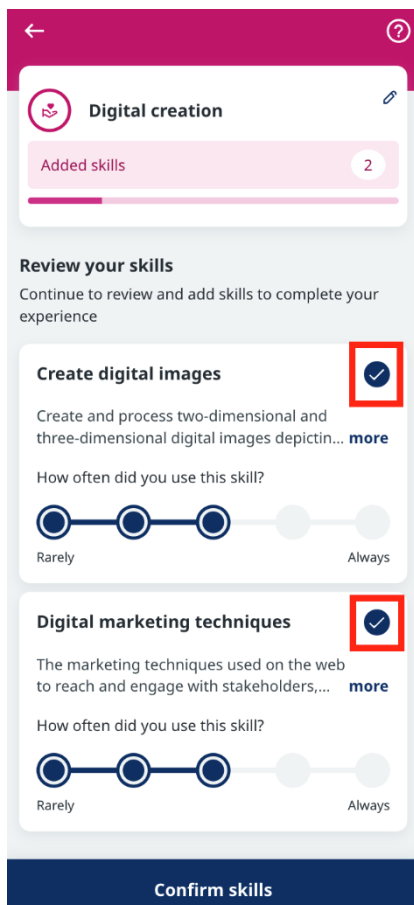 Digital creation
Added skills
2
Review your skills
Continue to review and add skills to complete your
experience
Create digital images
Create and process two-dimensional and
three-dimensional digital images depictin... more
How often did you use this skill?
Rarely
Always
Digital marketing techniques
The marketing techniques used on the web
to reach and engage with stakeholders,... more
How often did you use this skill?
Rarely
Always
Confirm skills